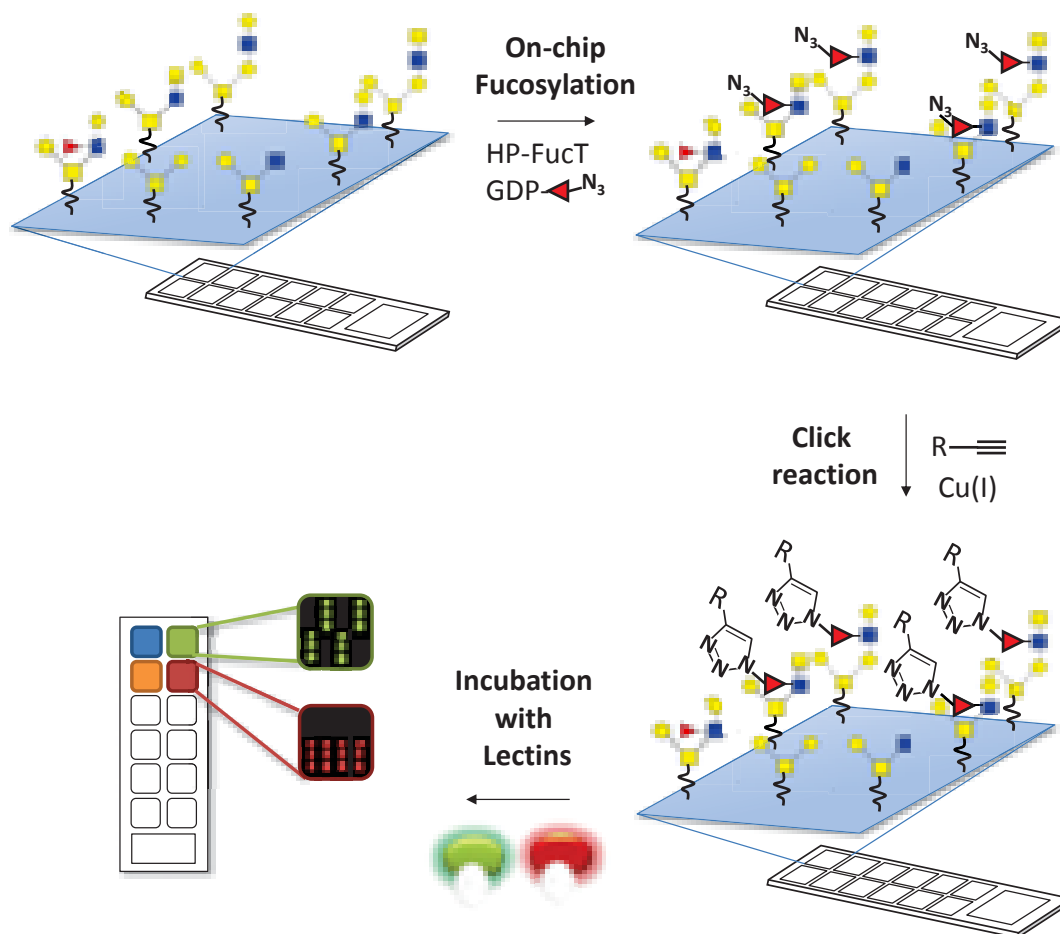 On-chip
Fucosylation
HP-FucT
GDP
N₃
N₃
N₃
N₃
N₃
Click
reaction
R
Cu(I)
R
N
N
N
R
N
N
N
R
N
N
N
R
N
N
N
Incubation
with
Lectins